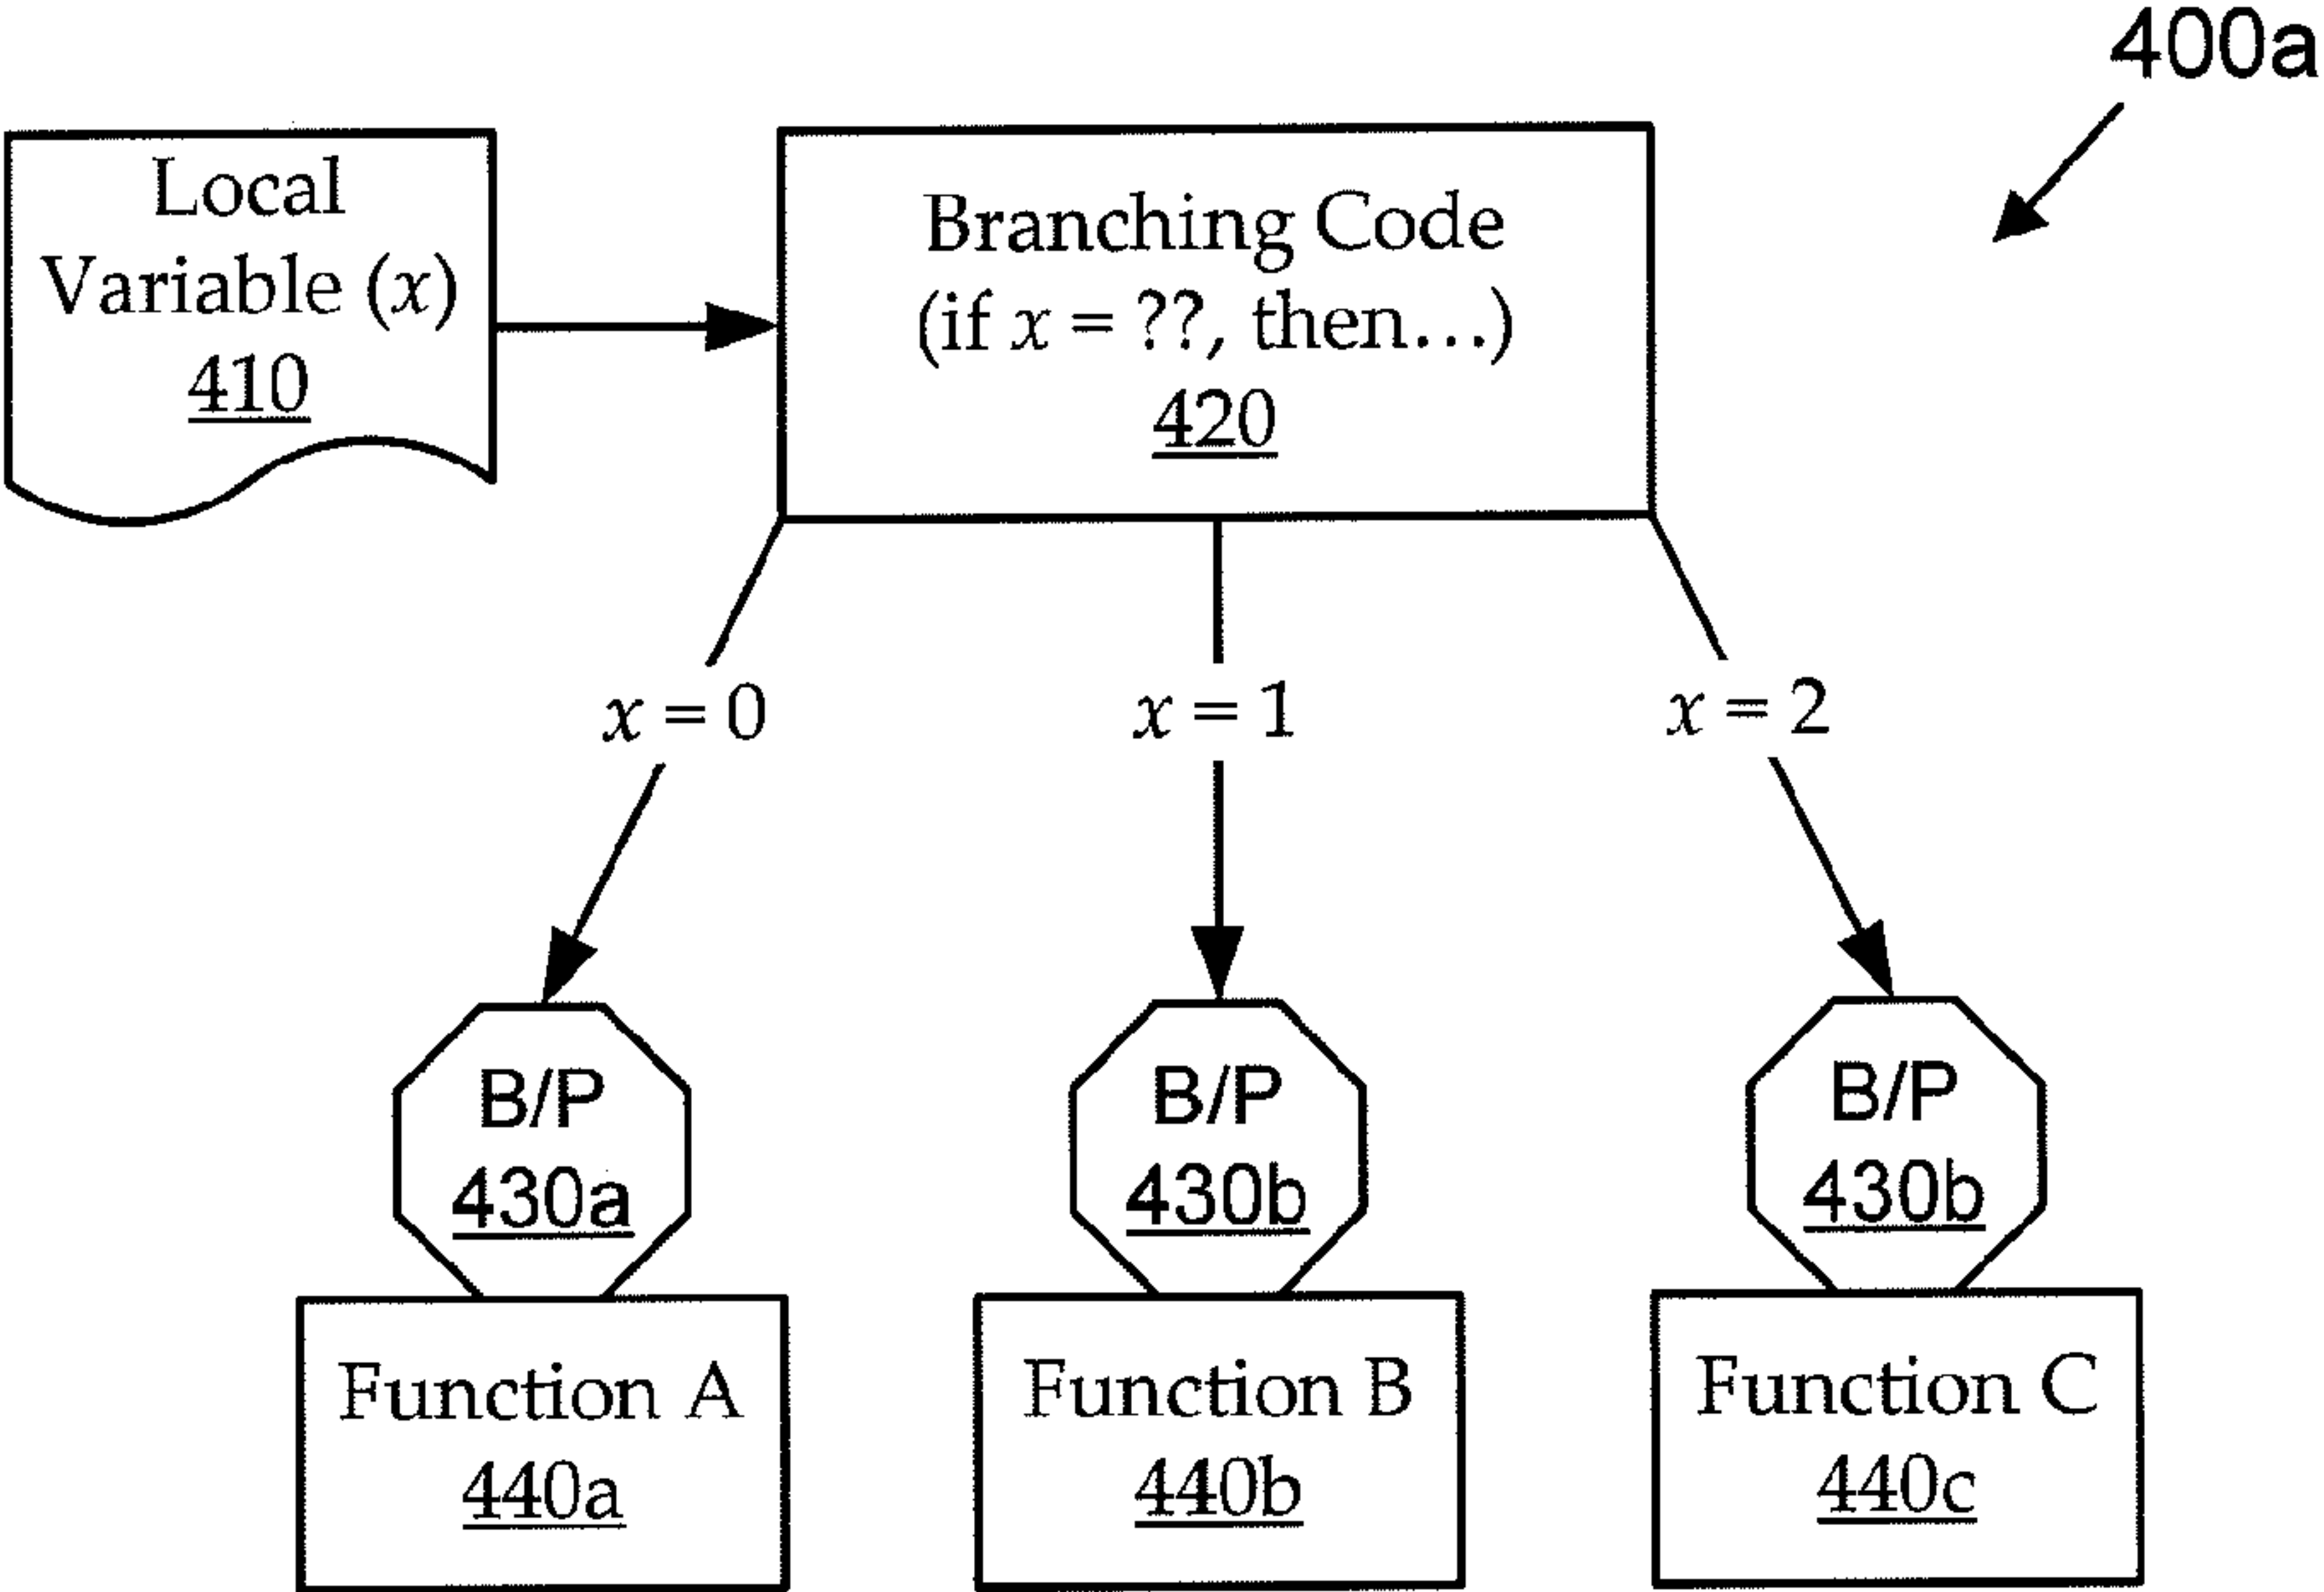 400a
Local
Variable (x)
410
Branching Code
(if x = ??, then...)
420
x = 0
x = 1
x = 2
B/P
430a
B/P
430b
B/P
430b
Function A
440a
Function B
440b
Function C
440c